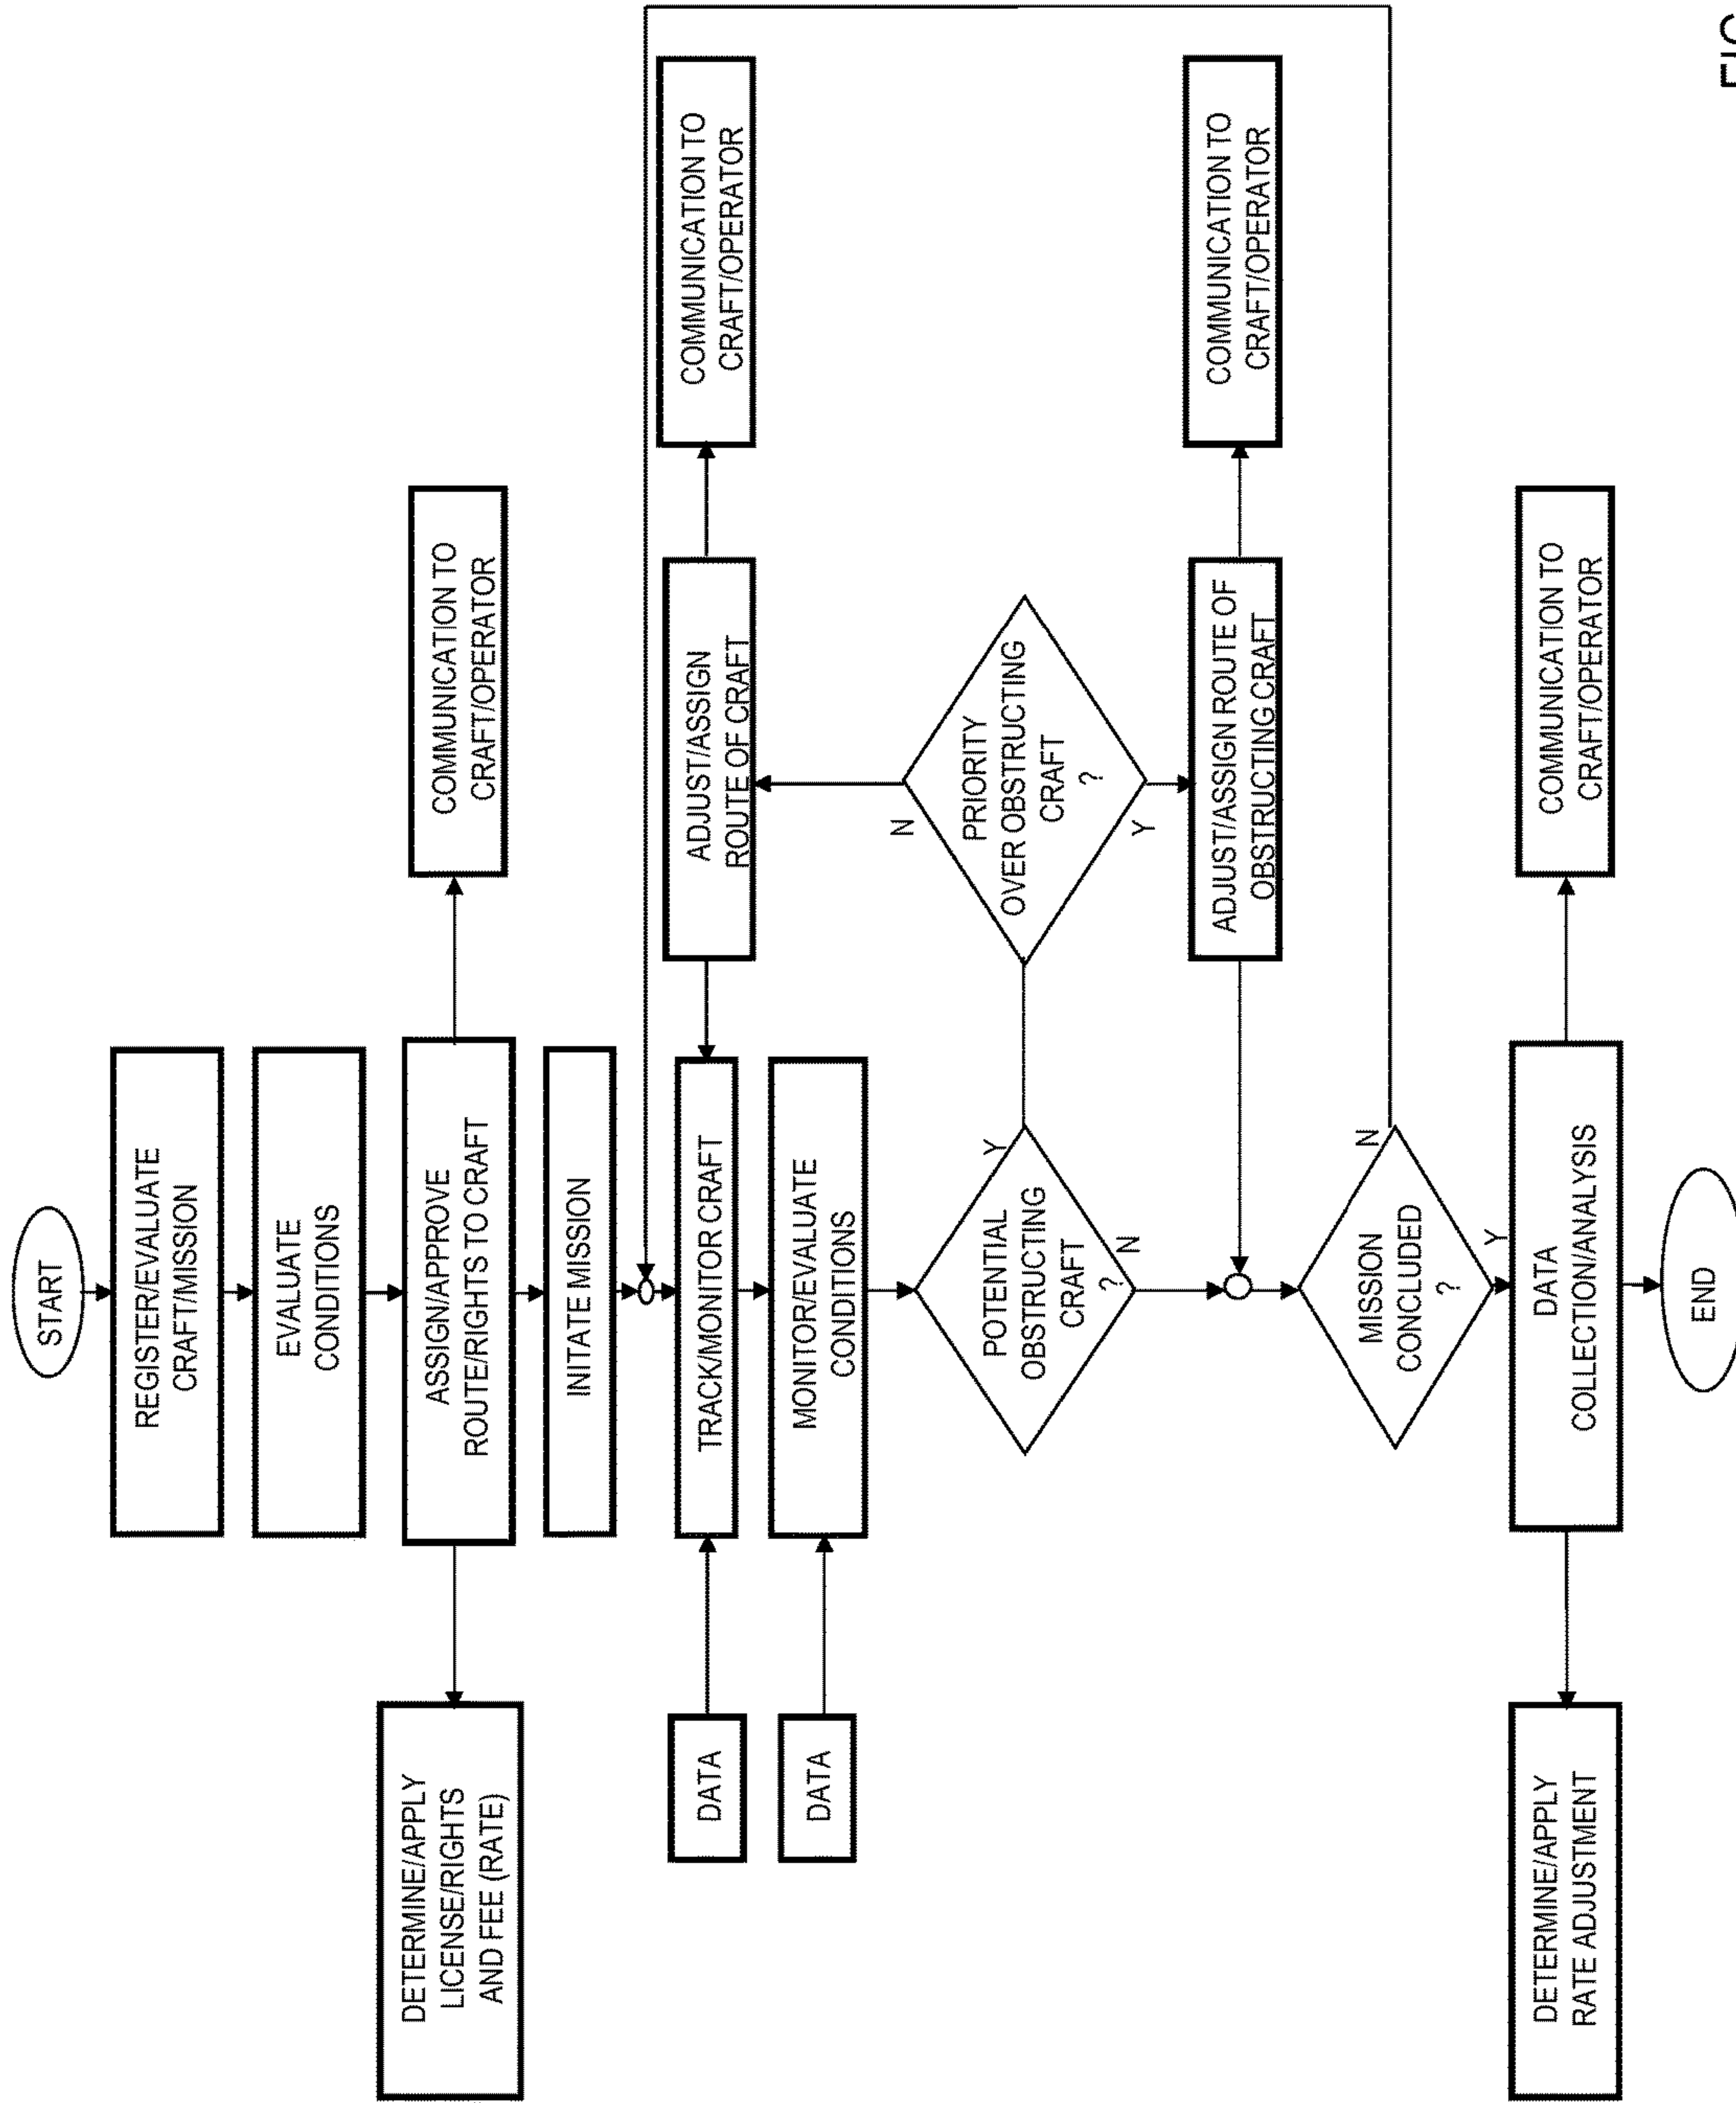 START
REGISTER/EVALUATE
CRAFT/MISSION
EVALUATE
CONDITIONS
DETERMINE/APPLY
LICENSE/RIGHTS
AND FEE (RATE)
ASSIGN/APPROVE
ROUTE/RIGHTS TO CRAFT
COMMUNICATION TO
CRAFT/OPERATOR
INITATE MISSION
DATA
TRACK/MONITOR CRAFT
ADJUST/ASSIGN
ROUTE OF CRAFT
COMMUNICATION TO
CRAFT/OPERATOR
DATA
MONITOR/EVALUATE
CONDITIONS
N
Y
POTENTIAL
OBSTRUCTING
CRAFT
?
N
PRIORITY
OVER OBSTRUCTING
CRAFT
?
Y
ADJUST/ASSIGN ROUTE OF
OBSTRUCTING CRAFT
COMMUNICATION TO
CRAFT/OPERATOR
N
MISSION
CONCLUDED
?
Y
DETERMINE/APPLY
RATE ADJUSTMENT
DATA
COLLECTION/ANALYSIS
COMMUNICATION TO
CRAFT/OPERATOR
END